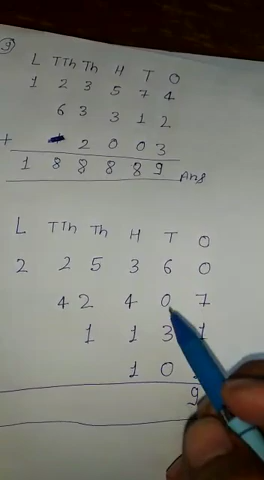 9
L TTh Th H T O
1 2 3 5 7 4
6 3 3 1 2
+ 2 0 0 3
1 8 8 8 8 9 Ans
L TTh Th H T O
2 2 5 3 6 0
4 2 4 0 7
1 1 3 1
1 0
9